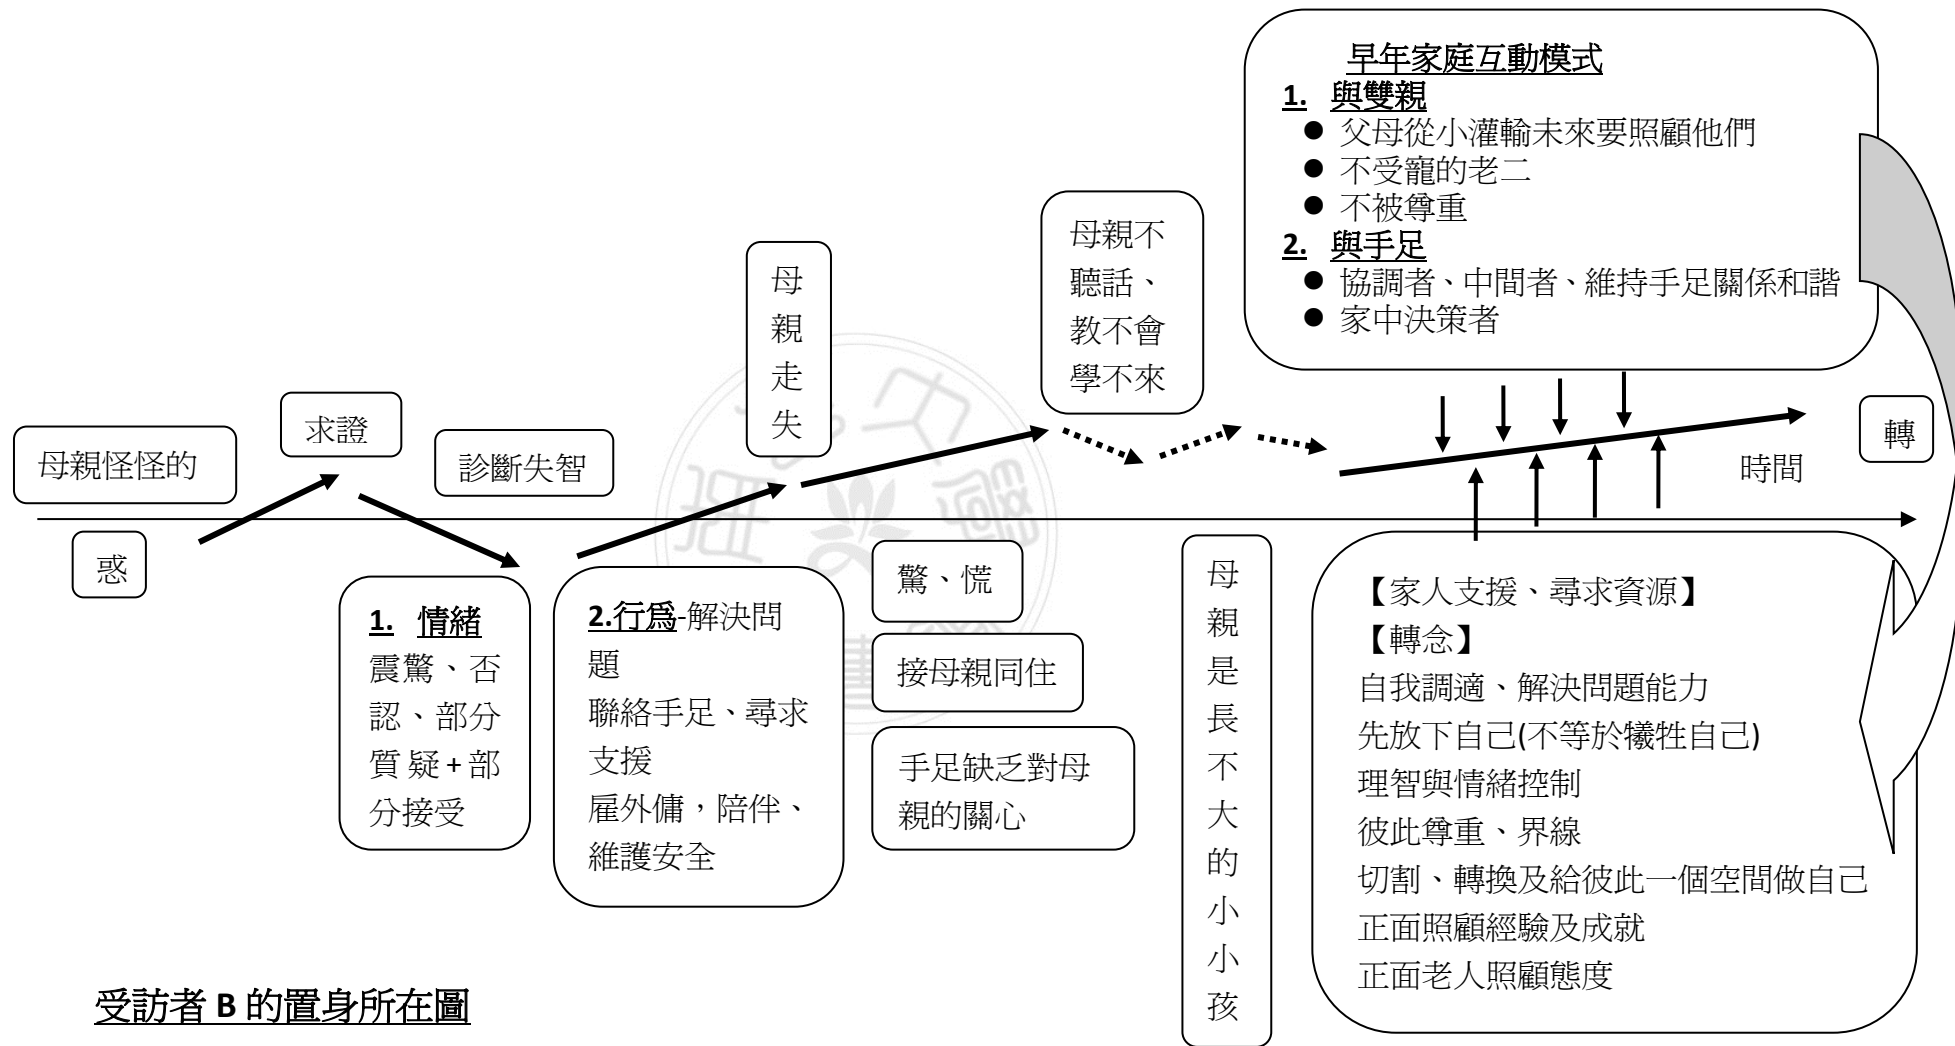 早年家庭互動模式
1. 與雙親
● 父母從小灌輸未來要照顧他們
● 不受寵的老二
● 不被尊重
2. 與手足
● 協調者、中間者、維持手足關係和諧
● 家中決策者
母親怪怪的
惑
求證
診斷失智
母
親
走
失
母親不
聽話、
教不會
學不來
轉
時間
1. 情緒
震驚、否
認、部分
質疑+部
分接受
2.行為-解決問
題
聯絡手足、尋求
支援
雇外傭，陪伴、
維護安全
驚、慌
接母親同住
手足缺乏對母
親的關心
母
親
是
長
不
大
的
小
小
孩
【家人支援、尋求資源】
【轉念】
自我調適、解決問題能力
先放下自己(不等於犧牲自己)
理智與情緒控制
彼此尊重、界線
切割、轉換及給彼此一個空間做自己
正面照顧經驗及成就
正面老人照顧態度
受訪者 B 的置身所在圖